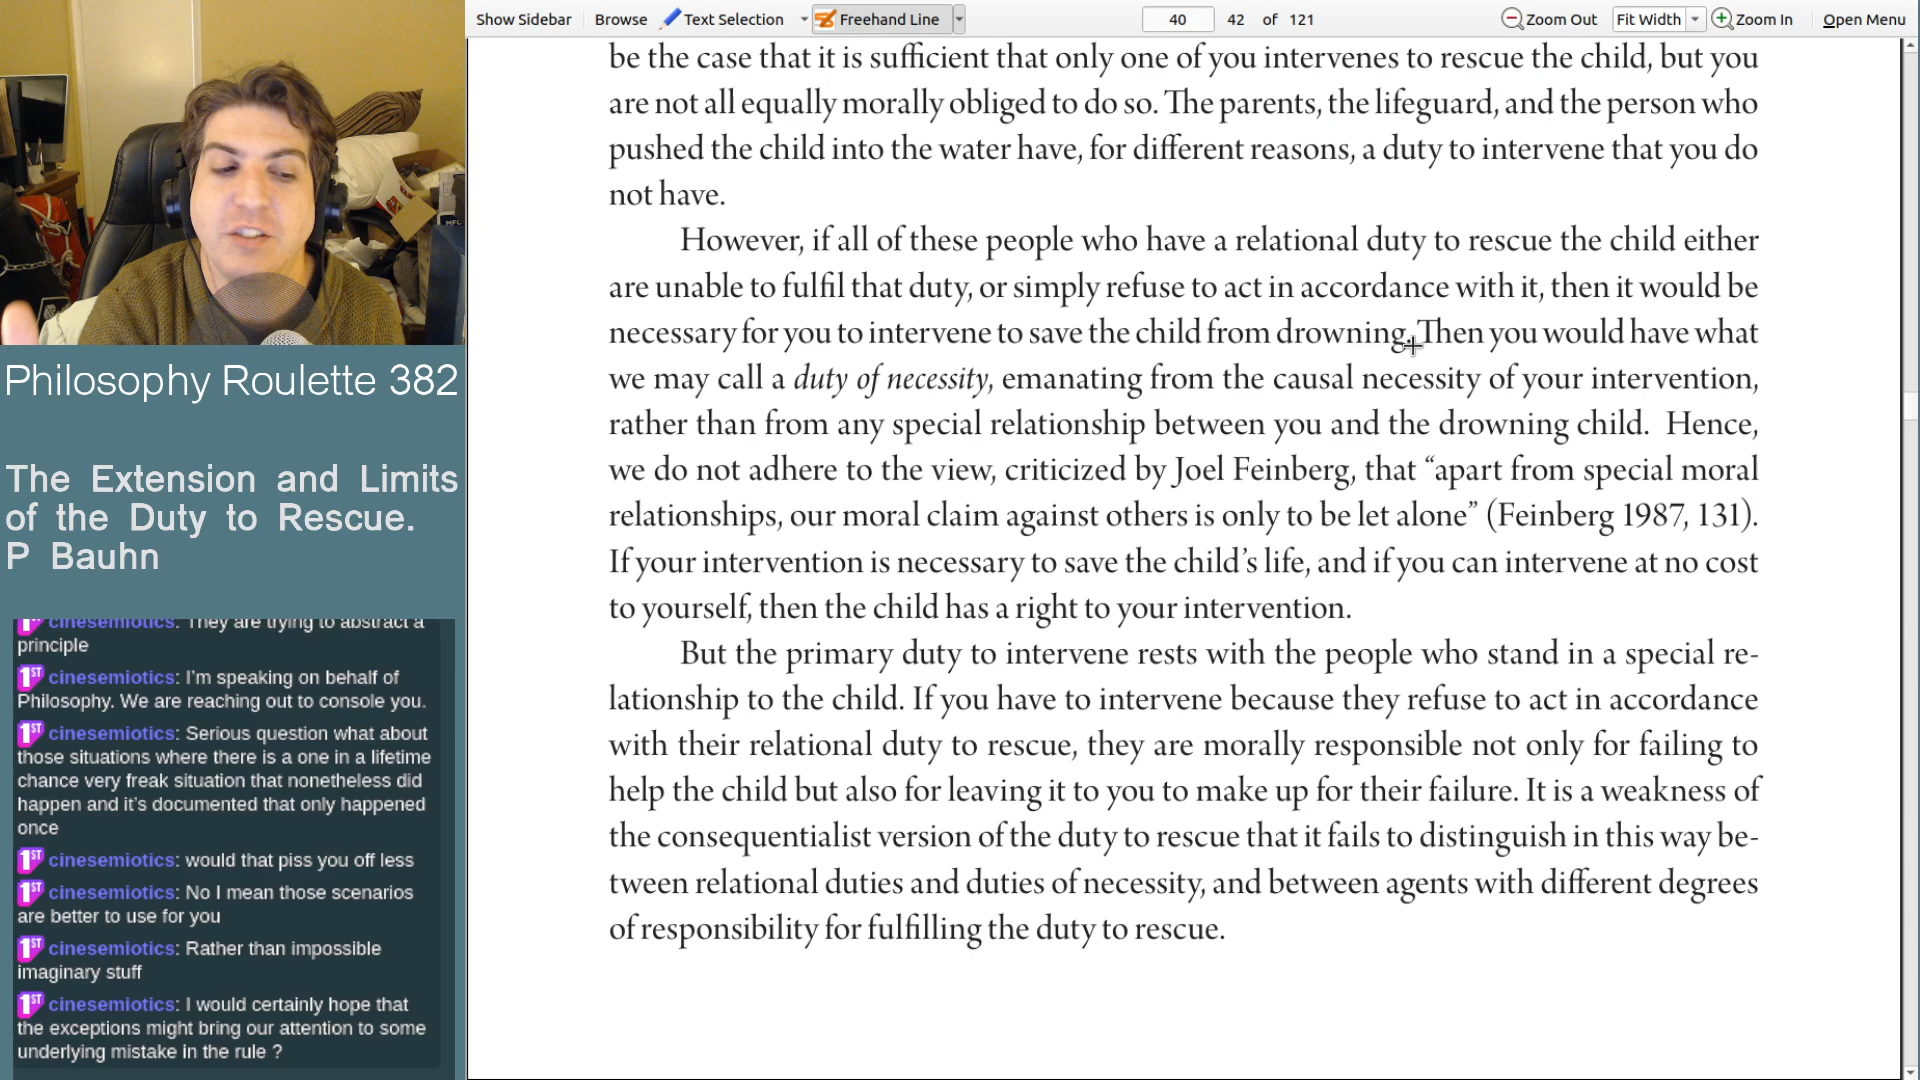 Show Sidebar Browse Text Selection Freehand Line 40 42 of 121 Zoom Out Fit Width Zoom In Open Menu
be the case that it is sufficient that only one of you intervenes to rescue the child, but you
are not all equally morally obliged to do so. The parents, the lifeguard, and the person who
pushed the child into the water have, for different reasons, a duty to intervene that you do
not have.
However, if all of these people who have a relational duty to rescue the child either
are unable to fulfil that duty, or simply refuse to act in accordance with it, then it would be
necessary for you to intervene to save the child from drowning. Then you would have what
we may call a duty of necessity, emanating from the causal necessity of your intervention,
rather than from any special relationship between you and the drowning child. Hence,
we do not adhere to the view, criticized by Joel Feinberg, that “apart from special moral
relationships, our moral claim against others is only to be let alone” (Feinberg 1987, 131).
If your intervention is necessary to save the child’s life, and if you can intervene at no cost
to yourself, then the child has a right to your intervention.
But the primary duty to intervene rests with the people who stand in a special re-
lationship to the child. If you have to intervene because they refuse to act in accordance
with their relational duty to rescue, they are morally responsible not only for failing to
help the child but also for leaving it to you to make up for their failure. It is a weakness of
the consequentialist version of the duty to rescue that it fails to distinguish in this way be-
tween relational duties and duties of necessity, and between agents with different degrees
of responsibility for fulfilling the duty to rescue.
Philosophy Roulette 382
The Extension and Limits
of the Duty to Rescue.
P Bauhn
1ST cinesemiotics: They are trying to abstract a
principle
1ST cinesemiotics: I'm speaking on behalf of
Philosophy. We are reaching out to console you.
1ST cinesemiotics: Serious question what about
those situations where there is a one in a lifetime
chance very freak situation that nonetheless did
happen and it's documented that only happened
once
1ST cinesemiotics: would that piss you off less
1ST cinesemiotics: No I mean those scenarios
are better to use for you
1ST cinesemiotics: Rather than impossible
imaginary stuff
1ST cinesemiotics: I would certainly hope that
the exceptions might bring our attention to some
underlying mistake in the rule ?